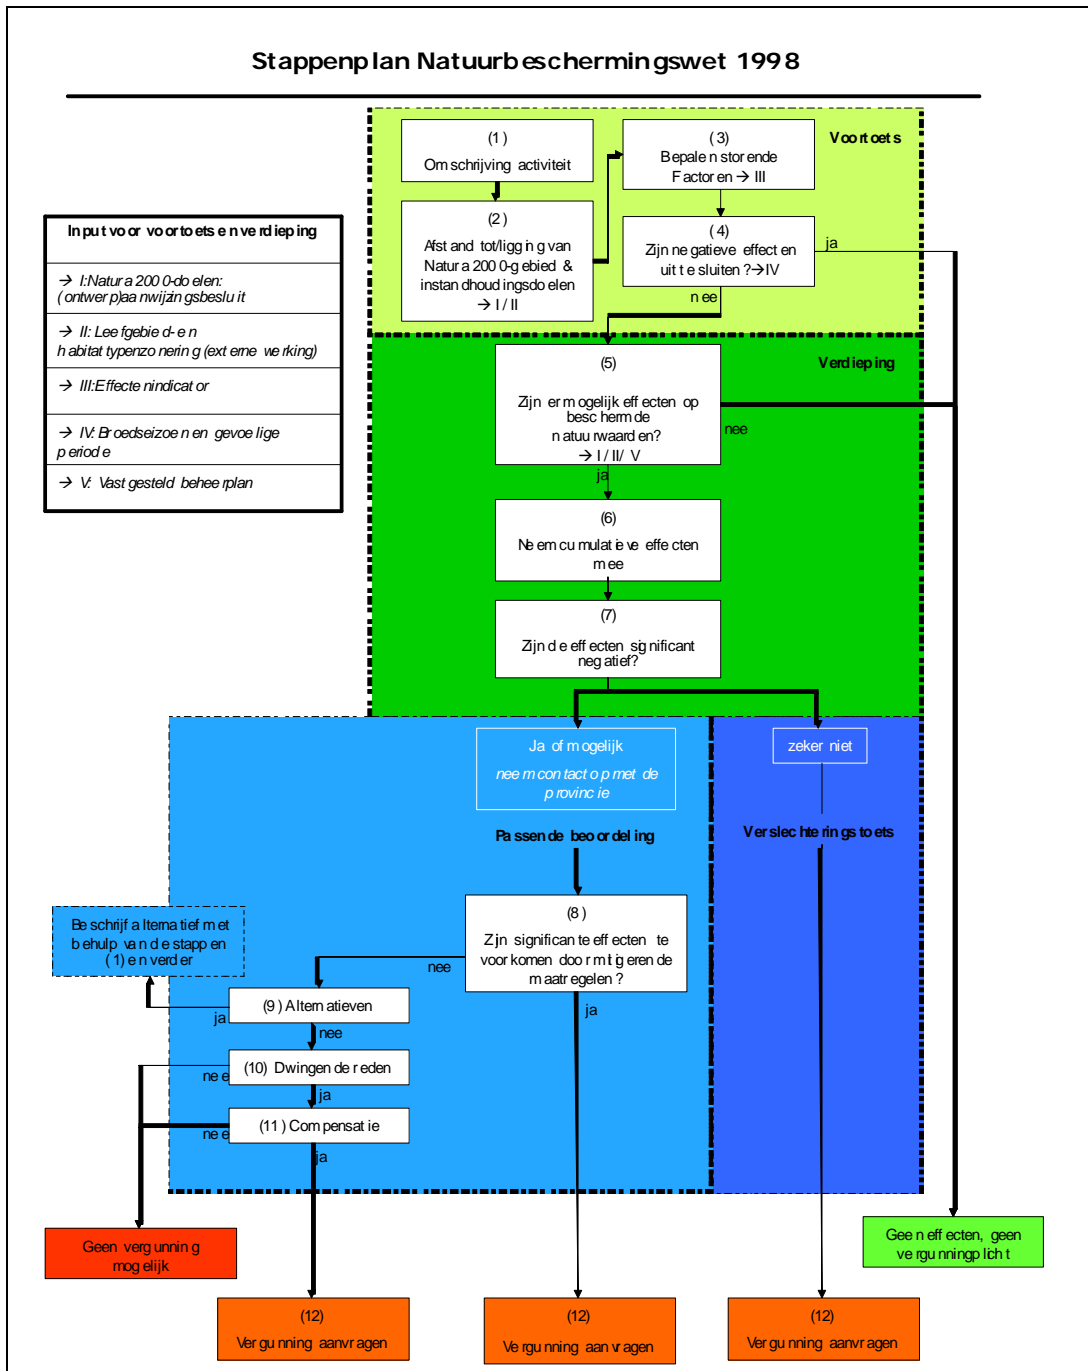 Stappenplan Natuurbeschermingswet 1998
Voortoets
(1)
Omschrijving activiteit
(2)
Afstand tot/ligging van
Natura 2000-gebied &
instandhoudingsdoelen
→ I / II
(3)
Bepalen storende
Factoren → III
(4)
Zijn negatieve effecten
uit te sluiten?→IV
ja
nee
Input voor voortoets en verdieping
→ I:Natura 2000-doelen:
(ontwerp)aanwijzingsbesluit
→ II: Leefgebied- en
habitattypenzonering (externe werking)
→ III:Effectenindicator
→ IV: Broedseizoen en gevoelige
periode
→ V: Vastgesteld beheerplan
Verdieping
(5)
Zijn er mogelijk effecten op
beschermde
natuurwaarden?
→ I / II/ V
nee
ja
(6)
Neem cumulatieve effecten
mee
(7)
Zijn de effecten significant
negatief?
Ja of mogelijk
neem contact op met de
provincie
zeker niet
Passende beoordeling
Verslechteringstoets
(8)
Zijn significante effecten te
voorkomen door mitigerende
maatregelen?
nee
ja
Beschrijf alternatief met
behulp van de stappen
(1) en verder
(9) Alternatieven
ja
nee
(10) Dwingende reden
nee
ja
(11) Compensatie
nee
ja
Geen vergunning
mogelijk
Geen effecten, geen
vergunningplicht
(12)
Vergunning aanvragen
(12)
Vergunning aanvragen
(12)
Vergunning aanvragen